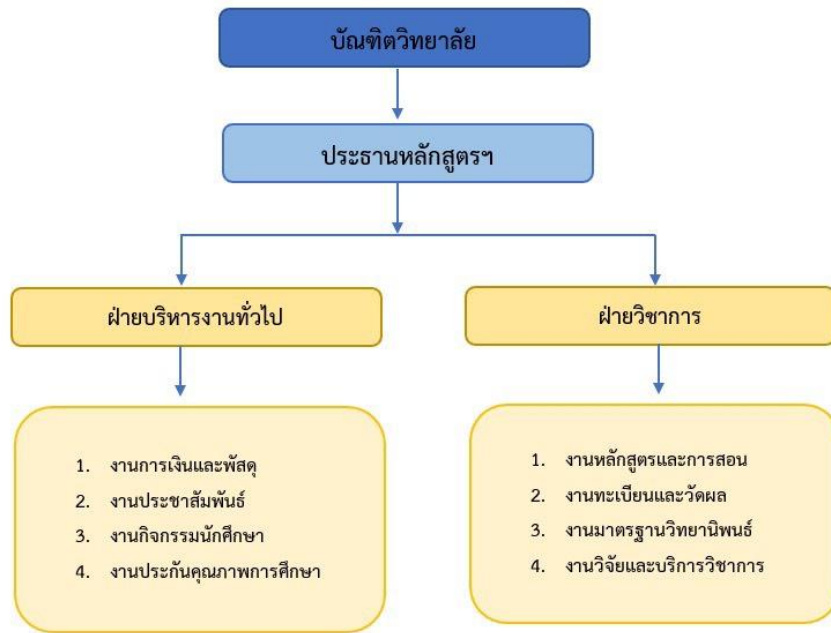 บัณฑิตวิทยาลัย
ประธานหลักสูตรฯ
ฝ่ายบริหารงานทั่วไป
1. งานการเงินและพัสดุ
2. งานประชาสัมพันธ์
3. งานกิจกรรมนักศึกษา
4. งานประกันคุณภาพการศึกษา
ฝ่ายวิชาการ
1. งานหลักสูตรและการสอน
2. งานทะเบียนและวัดผล
3. งานมาตรฐานวิทยานิพนธ์
4. งานวิจัยและบริการวิชาการ